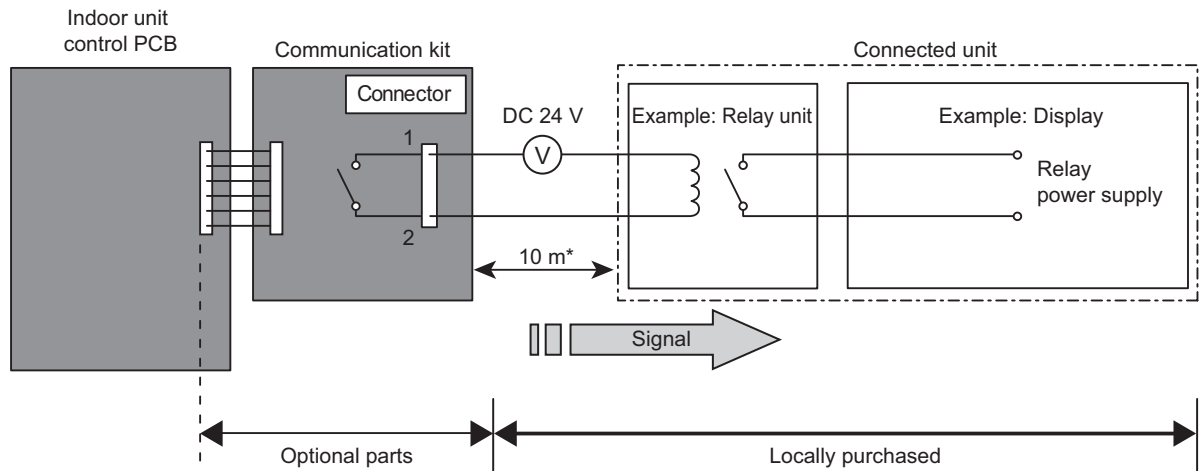 Indoor unit
control PCB
Communication kit
Connected unit
Connector
DC 24 V
Example: Relay unit
Example: Display
1
V
Relay
power supply
2
10 m*
Signal
Optional parts
Locally purchased